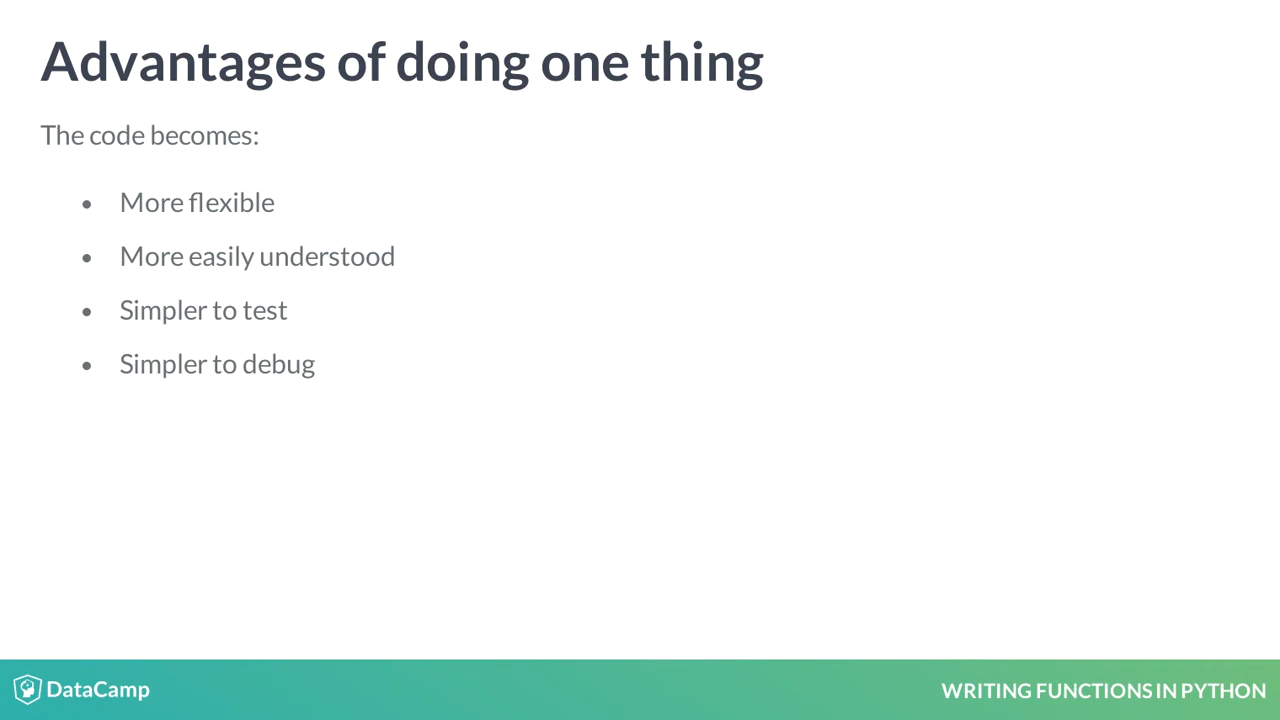 Advantages of doing one thing
The code becomes:
• More flexible
• More easily understood
• Simpler to test
• Simpler to debug
DataCamp
WRITING FUNCTIONS IN PYTHON